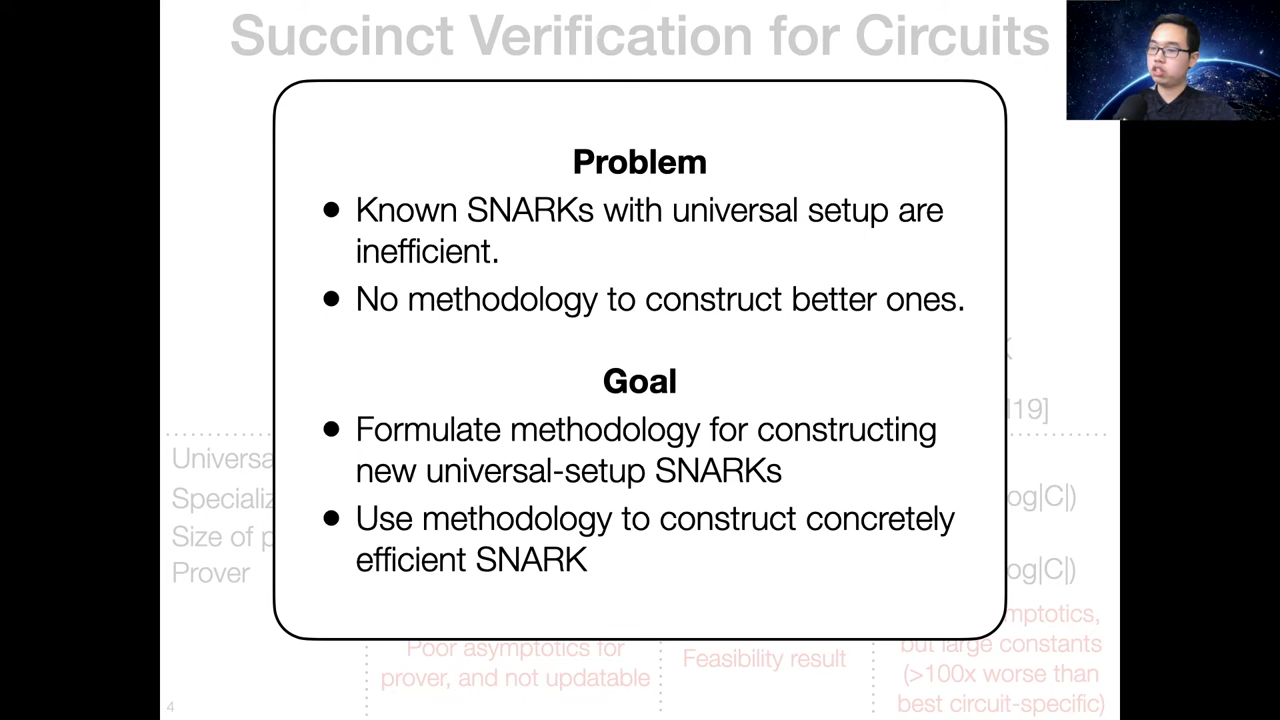 Succinct Verification for Circuits
Problem
• Known SNARKs with universal setup are
inefficient.
• No methodology to construct better ones.
Goal
• Formulate methodology for constructing
new universal-setup SNARKs
• Use methodology to construct concretely
efficient SNARK
19]
Universa
Specializ
og|C|)
Size of p
Prover
og|C|)
mptotics,
but large constants
(>100x worse than
best circuit-specific)
Poor asymptotics for
prover, and not updatable
Feasibility result
4